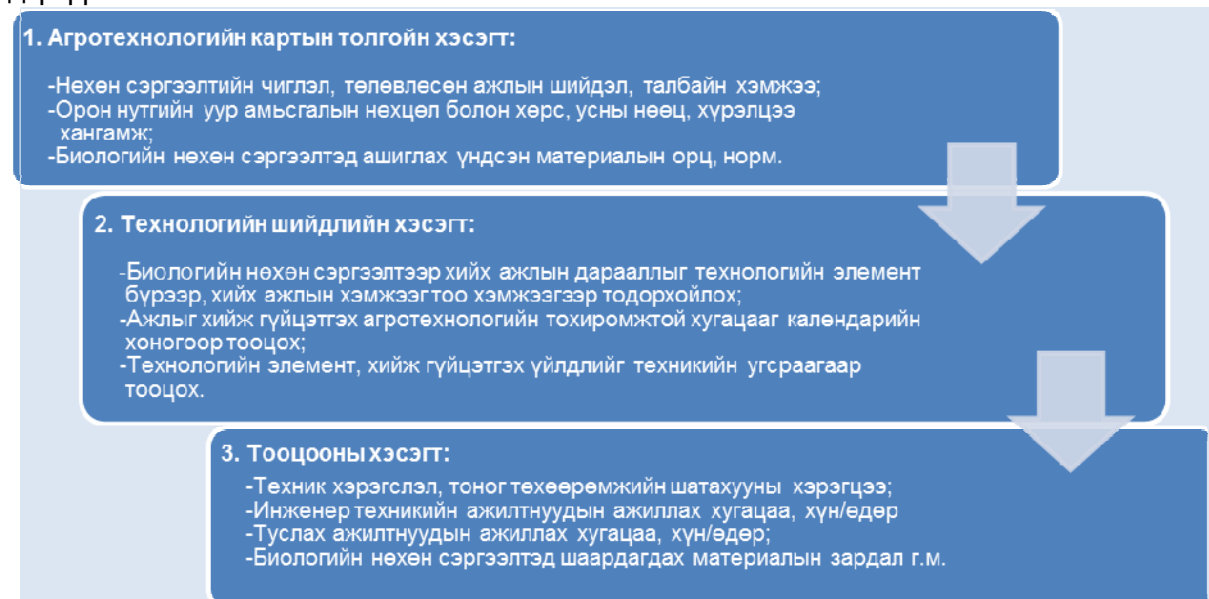 1. Агротехнологийн картын толгойн хэсэгт:
-Нөхөн сэргээлтийн чиглэл, төлөвлөсөн ажлын шийдэл, талбайн хэмжээ;
-Орон нутгийн уур амьсгалын нөхцөл болон хөрс, усны нөөц, хүрэлцээ
хангамж;
-Биологийн нөхөн сэргээлтэд ашиглах үндсэн материалын орц, норм.
2. Технологийн шийдлийн хэсэгт:
-Биологийн нөхөн сэргээлтээр хийх ажлын дарааллыг технологийн элемент
бүрээр, хийх ажлын хэмжээг тоо хэмжээгээр тодорхойлох;
-Ажлыг хийж гүйцэтгэх агротехнологийн тохиромжтой хугацааг календарийн
хоногоор тооцох;
-Технологийн элемент, хийж гүйцэтгэх үйлдлийг техникийн угсраагаар
тооцох.
3. Тооцооны хэсэгт:
-Техник хэрэгслэл, тоног төхөөрөмжийн шатахууны хэрэгцээ;
-Инженер техникийн ажилтнуудын ажиллах хугацаа, хүн/өдөр
-Туслах ажилтнуудын ажиллах хугацаа, хүн/өдөр;
-Биологийн нөхөн сэргээлтэд шаардагдах материалын зардал г.м.